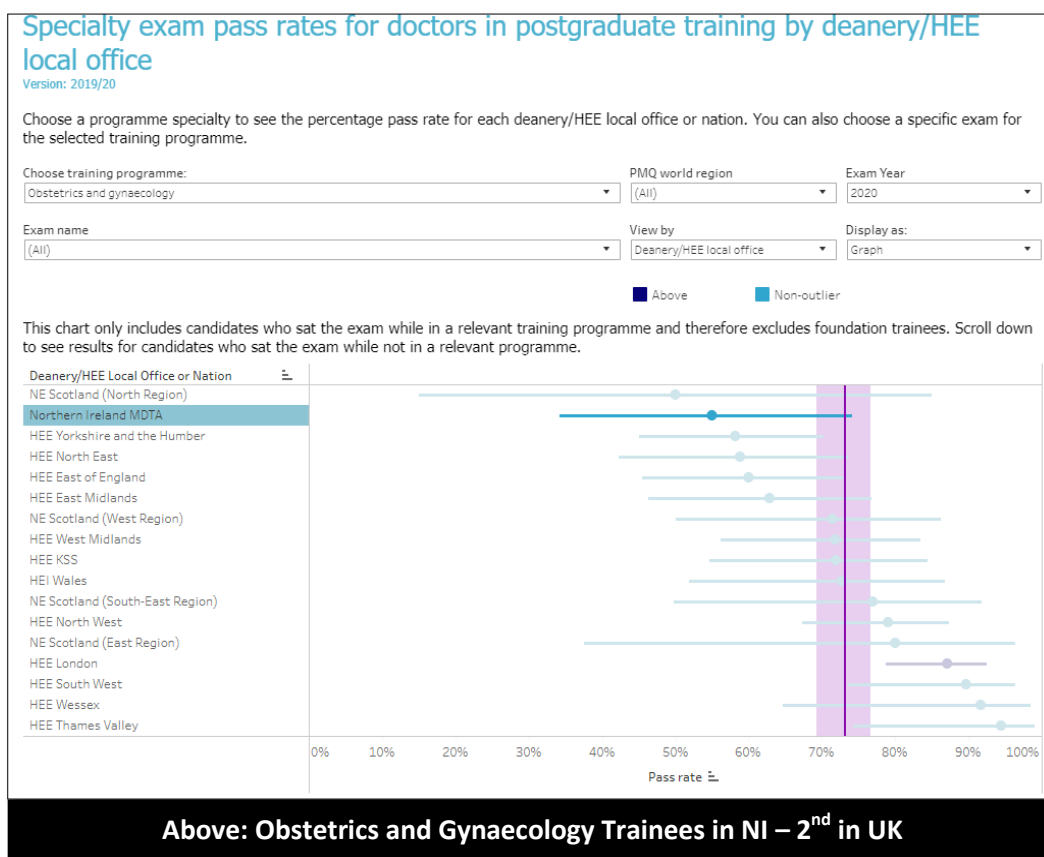 Specialty exam pass rates for doctors in postgraduate training by deanery/HEE
local office
Version: 2019/20
Choose a programme specialty to see the percentage pass rate for each deanery/HEE local office or nation. You can also choose a specific exam for
the selected training programme.
Choose training programme: PMQ world region Exam Year
Obstetrics and gynaecology (All) 2020
Exam name View by Display as:
(All) Deanery/HEE local office Graph
Above Non-outlier
This chart only includes candidates who sat the exam while in a relevant training programme and therefore excludes foundation trainees. Scroll down
to see results for candidates who sat the exam while not in a relevant programme.
Deanery/HEE Local Office or Nation
NE Scotland (North Region)
Northern Ireland MDTA
HEE Yorkshire and the Humber
HEE North East
HEE East of England
HEE East Midlands
NE Scotland (West Region)
HEE West Midlands
HEE KSS
HEI Wales
NE Scotland (South-East Region)
HEE North West
NE Scotland (East Region)
HEE London
HEE South West
HEE Wessex
HEE Thames Valley
0% 10% 20% 30% 40% 50% 60% 70% 80% 90% 100%
Pass rate
Above: Obstetrics and Gynaecology Trainees in NI – 2nd in UK